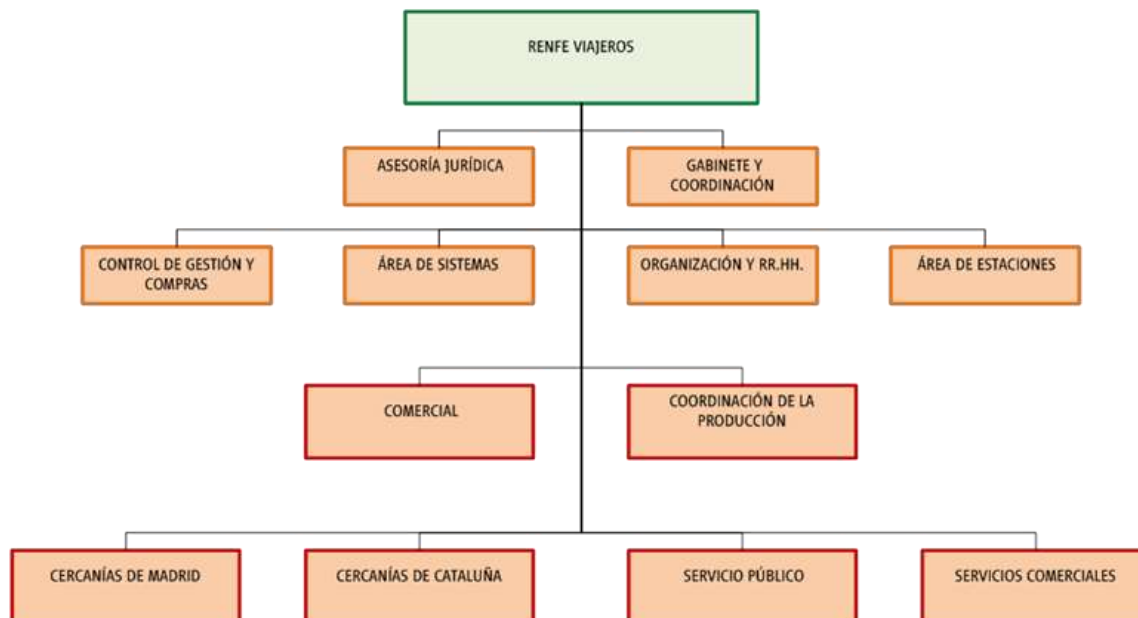 RENFE VIAJEROS
ASESORÍA JURÍDICA
GABINETE Y
COORDINACIÓN
CONTROL DE GESTIÓN Y
COMPRAS
ÁREA DE SISTEMAS
ORGANIZACIÓN Y RR.HH.
ÁREA DE ESTACIONES
COMERCIAL
COORDINACIÓN DE LA
PRODUCCIÓN
CERCANÍAS DE MADRID
CERCANÍAS DE CATALUÑA
SERVICIO PÚBLICO
SERVICIOS COMERCIALES